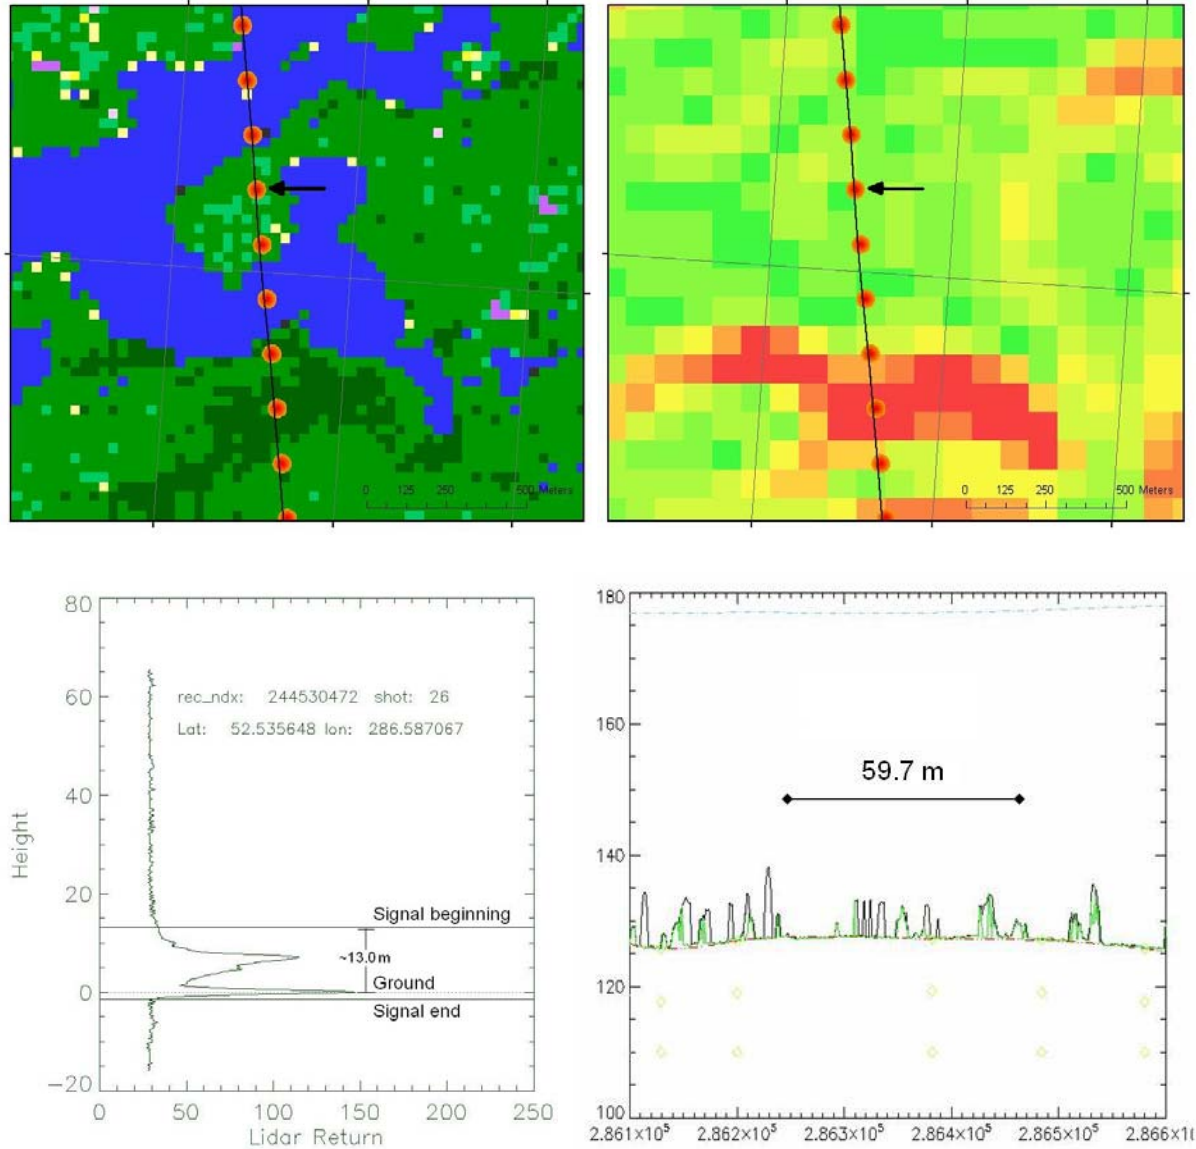 0 125 250 500 Meters
0 125 250 500 Meters
80
60
40
20
0
−20
Height
rec_ndx: 244530472 shot: 26
Lat: 52.535648 lon: 286.587067
Signal beginning
~13.0 m
Ground
Signal end
0 50 100 150 200 250
Lidar Return
180
160
140
120
100
59.7 m
2.861×10⁵ 2.862×10⁵ 2.863×10⁵ 2.864×10⁵ 2.865×10⁵